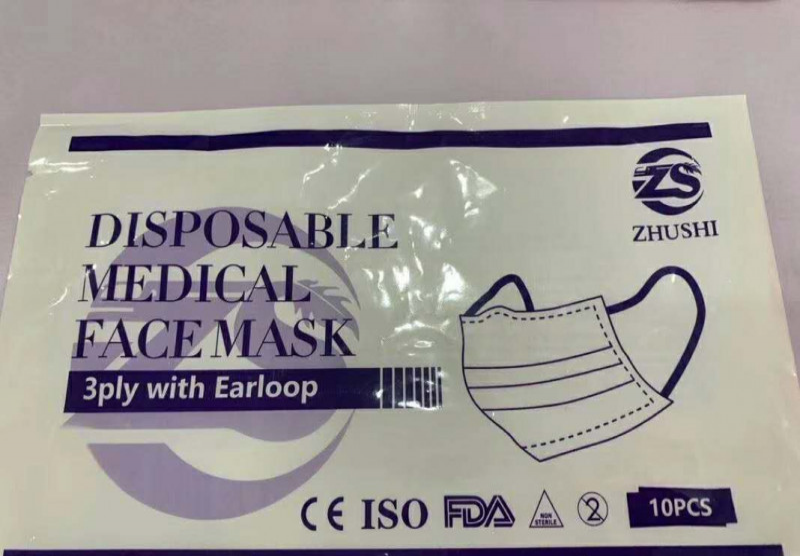 ZS
ZHUSHI
DISPOSABLE
MEDICAL
FACE MASK
3ply with Earloop
CE ISO FDA NON STERILE 2 10PCS